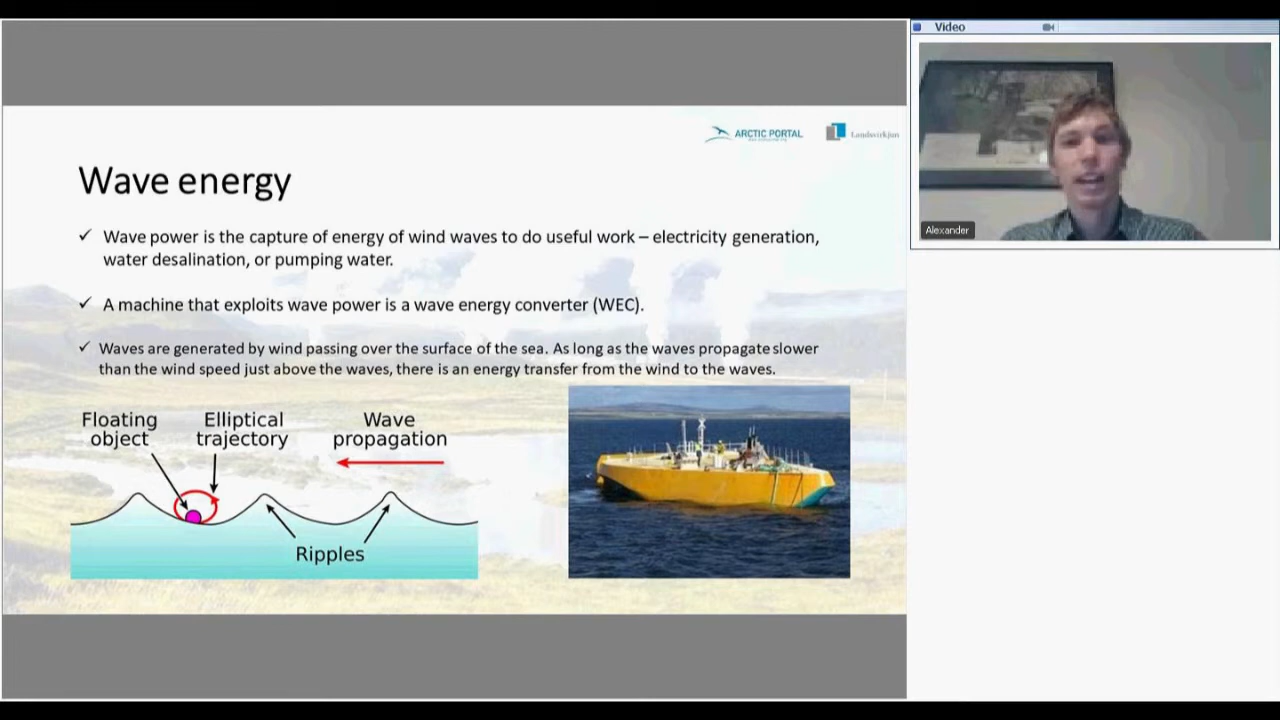 Video
ARCTIC PORTAL
Landsvirkjun
Wave energy
✓ Wave power is the capture of energy of wind waves to do useful work – electricity generation,
water desalination, or pumping water.
✓ A machine that exploits wave power is a wave energy converter (WEC).
✓ Waves are generated by wind passing over the surface of the sea. As long as the waves propagate slower
than the wind speed just above the waves, there is an energy transfer from the wind to the waves.
Floating
object
Elliptical
trajectory
Wave
propagation
Ripples
Alexander